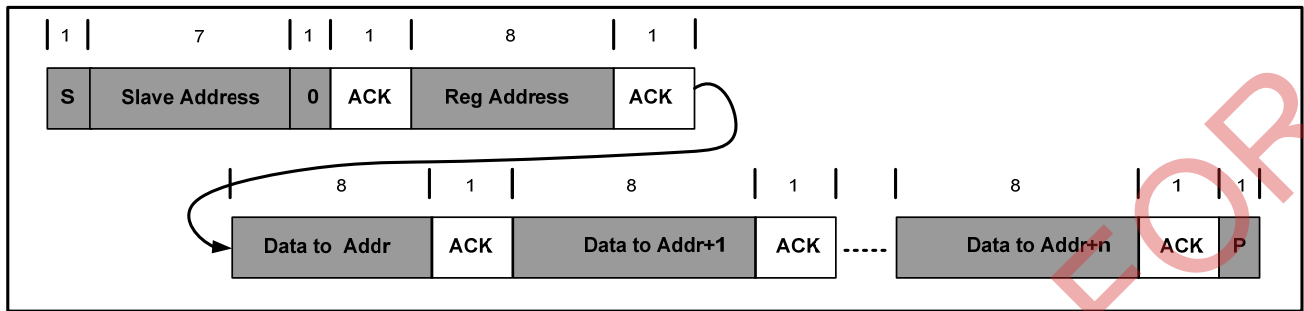 1 7 1 1 8 1
S Slave Address 0 ACK Reg Address ACK
8 1 8 1 8 1 1
Data to Addr ACK Data to Addr+1 ACK ----- Data to Addr+n ACK P
FOR